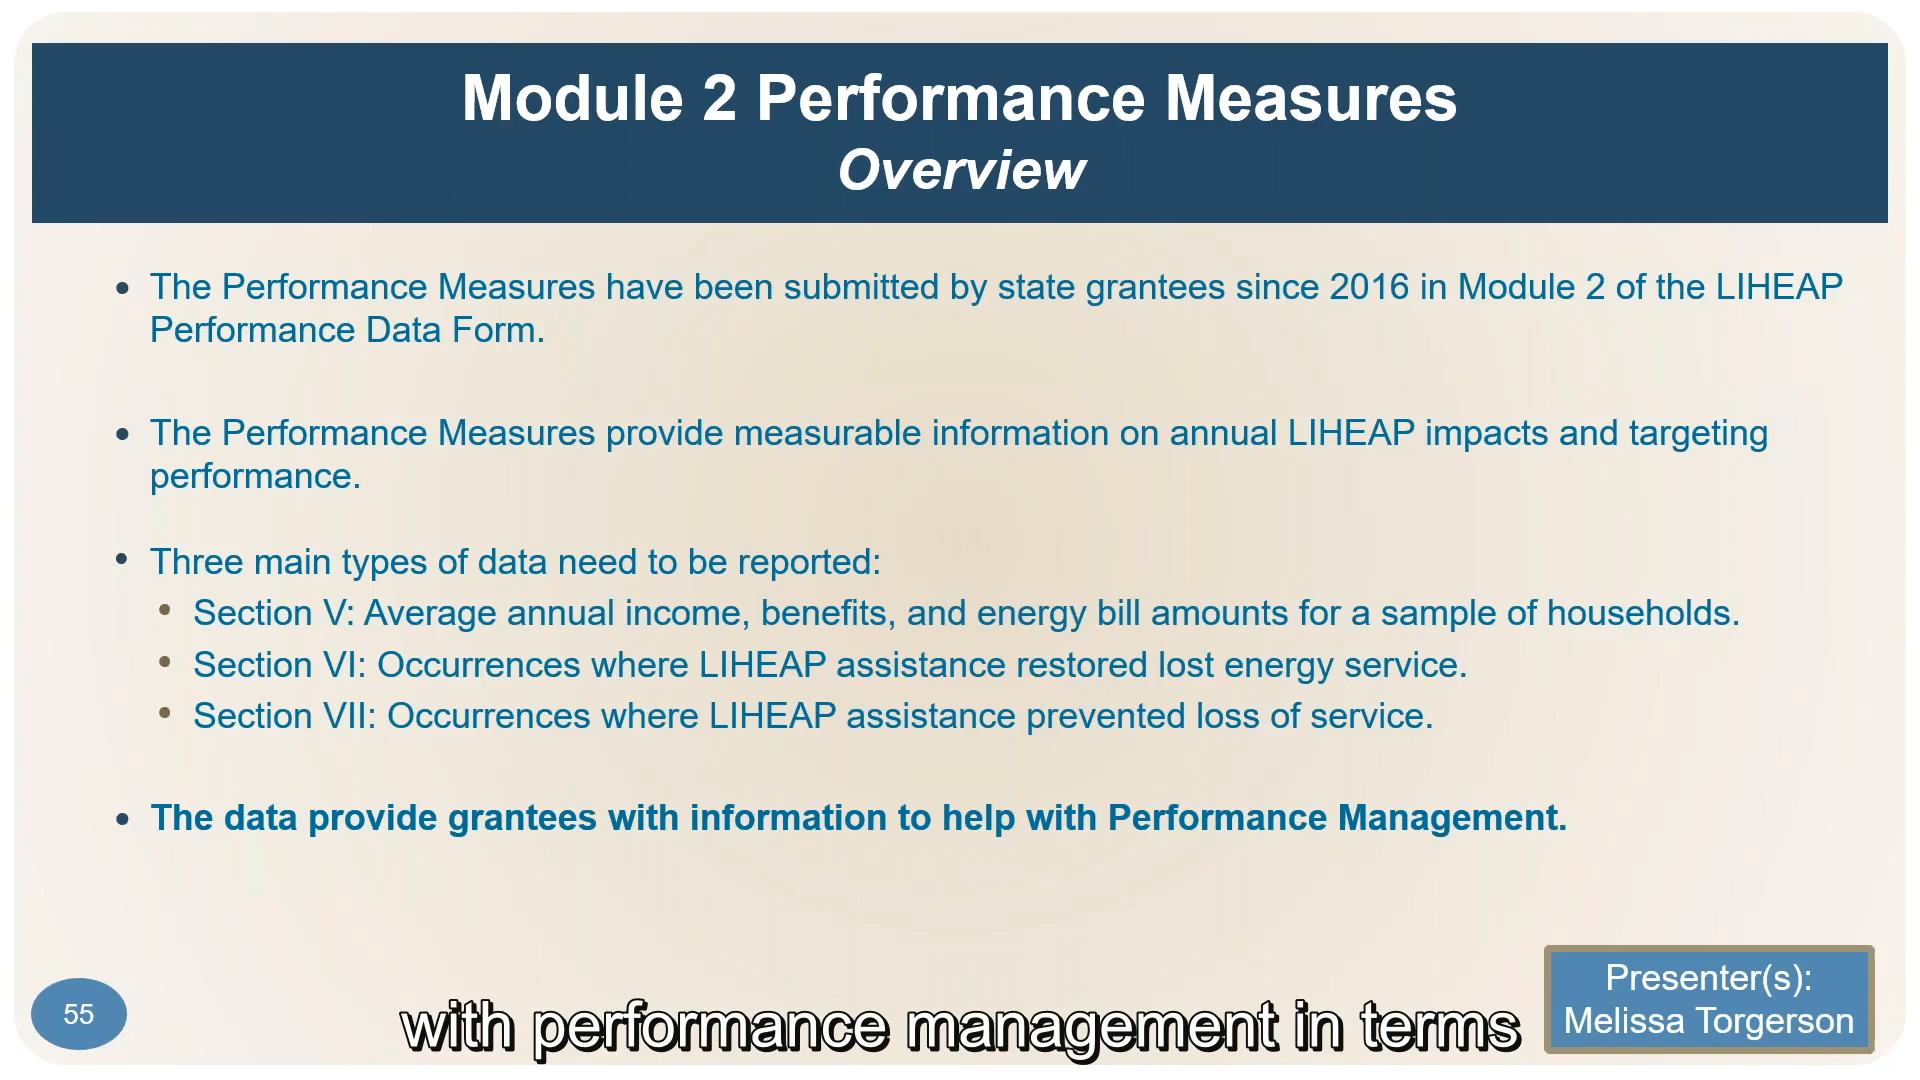 Module 2 Performance Measures
Overview
• The Performance Measures have been submitted by state grantees since 2016 in Module 2 of the LIHEAP
Performance Data Form.
• The Performance Measures provide measurable information on annual LIHEAP impacts and targeting
performance.
• Three main types of data need to be reported:
• Section V: Average annual income, benefits, and energy bill amounts for a sample of households.
• Section VI: Occurrences where LIHEAP assistance restored lost energy service.
• Section VII: Occurrences where LIHEAP assistance prevented loss of service.
• The data provide grantees with information to help with Performance Management.
55
with performance management in terms
Presenter(s):
Melissa Torgerson